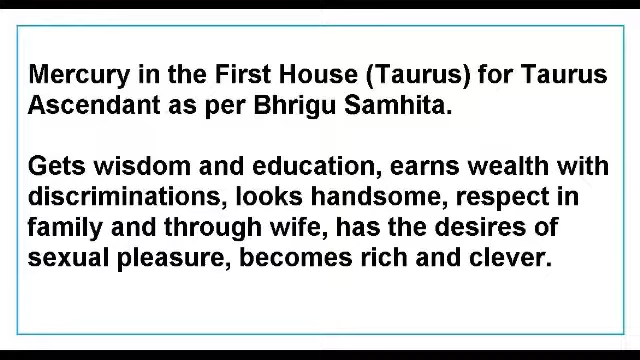 Mercury in the First House (Taurus) for Taurus
Ascendant as per Bhrigu Samhita.
Gets wisdom and education, earns wealth with
discriminations, looks handsome, respect in
family and through wife, has the desires of
sexual pleasure, becomes rich and clever.